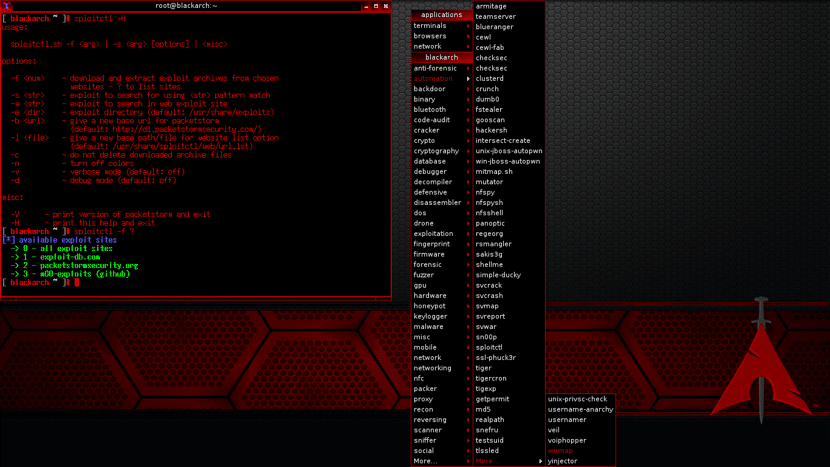 root@blackarch:~
[ blackarch ~ ]# sploitctl -H
usage:
sploitctl.sh -f <arg> | -s <arg> [options] | <misc>
options:
-f <num> - download and extract exploit archives from chosen
websites - ? to list sites
-s <str> - exploit to search for using <str> pattern match
-w <str> - exploit to search in web exploit site
-e <dir> - exploit directory (default: /usr/share/exploits)
-b <url> - give a new base url for packetstorm
(default: http://dl.packetstormsecurity.com/)
-l <file> - give a new base path/file for website list option
(default: /usr/share/sploitctl/web/url.lst)
-c - do not delete downloaded archive files
-n - turn off colors
-v - verbose mode (default: off)
-d - debug mode (default: off)
misc:
-V - print version of packetstorm and exit
-H - print this help and exit
[ blackarch ~ ]# sploitctl -f ?
[*] available exploit sites
-> 0 - all exploit sites
-> 1 - exploit-db.com
-> 2 - packetstormsecurity.org
-> 3 - m00-exploits (github)
[ blackarch ~ ]#
applications
terminals
browsers
network
blackarch
anti-forensic
automation
backdoor
binary
bluetooth
code-audit
cracker
crypto
cryptography
database
debugger
decompiler
defensive
disassembler
dos
drone
exploitation
fingerprint
firmware
forensic
fuzzer
gpu
hardware
honeypot
keylogger
malware
misc
mobile
network
networking
nfc
packer
proxy
recon
reversing
scanner
sniffer
social
More...
armitage
teamserver
blueranger
cewl
cewl-fab
checksec
checksec
clusterd
crunch
dumb0
fstealer
gooscan
hackersh
intersect-create
unix-jboss-autopwn
win-jboss-autopwn
mitmap.sh
mutator
nfspy
nfspysh
nfsshell
panoptic
regeorg
rsmangler
sakis3g
shellme
simple-ducky
svcrack
svcrash
svmap
svreport
svwar
sn00p
sploitctl
ssl-phuck3r
tiger
tigercron
tigexp
getpermit
md5
realpath
snefru
testsuid
tlssled
More...
unix-privsc-check
username-anarchy
usernamer
veil
voiphopper
wiimap
yinjector